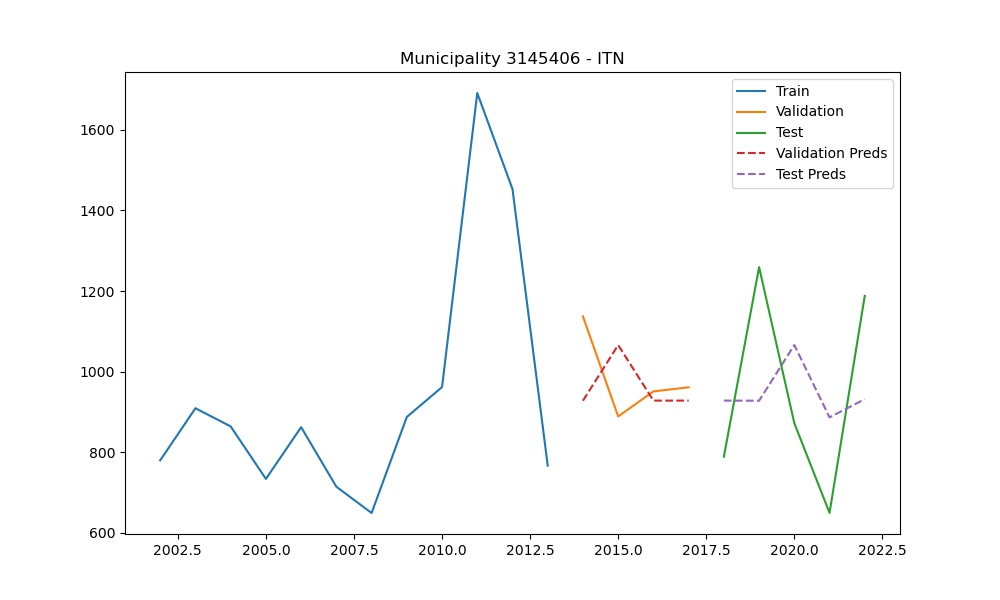 Municipality 3145406 - ITN
Train
Validation
Test
Validation Preds
Test Preds
1600
1400
1200
1000
800
600
2002.5 2005.0 2007.5 2010.0 2012.5 2015.0 2017.5 2020.0 2022.5